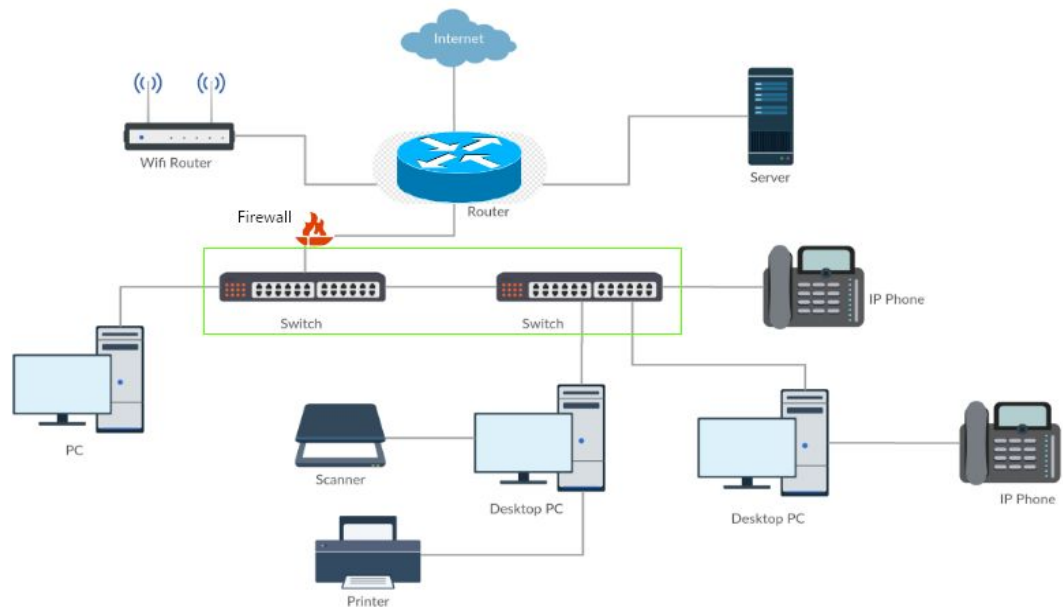 Internet
Wifi Router
Server
Router
Firewall
IP Phone
Switch
Switch
PC
Scanner
Desktop PC
Desktop PC
IP Phone
Printer